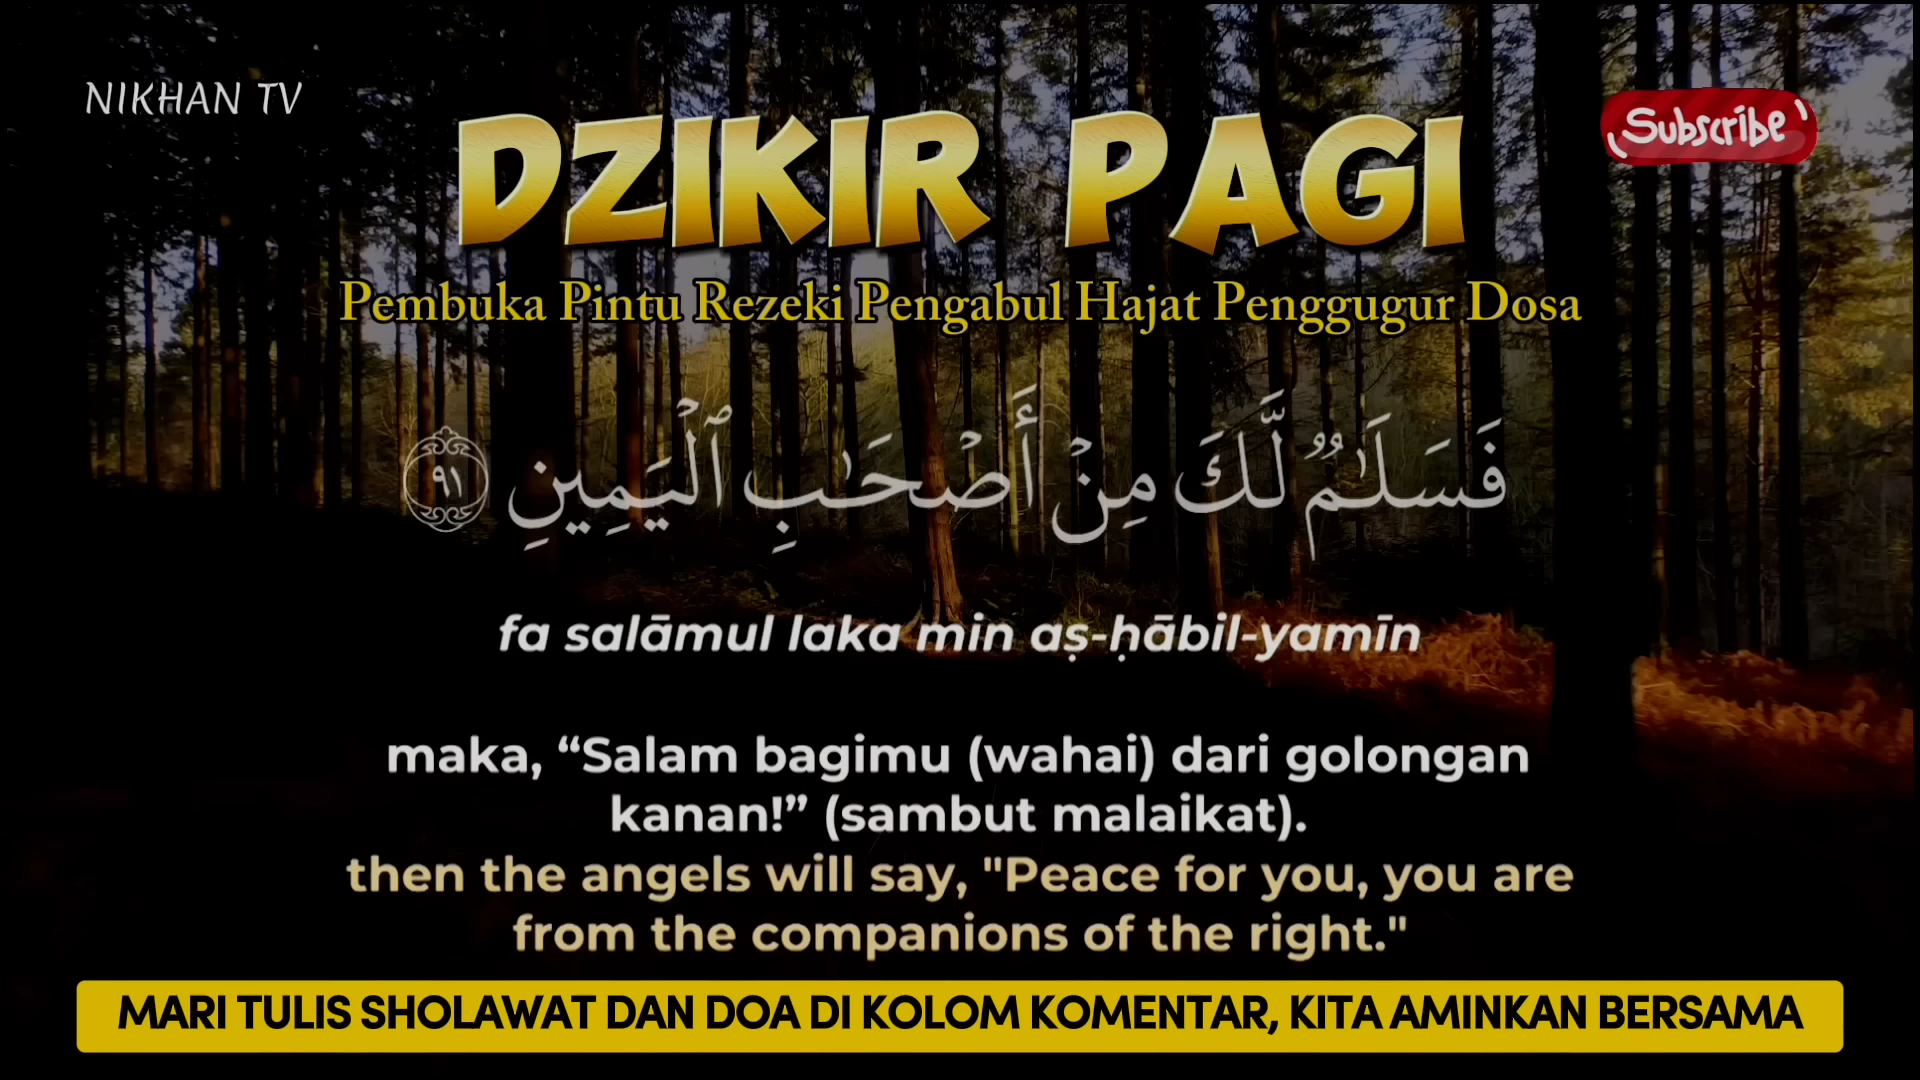 NIKHAN TV
Subscribe
DZIKIR PAGI
Pembuka Pintu Rezeki Pengabul Hajat Penggugur Dosa
فَسَلَـٰمٌۭ لَّكَ مِنْ أَصْحَـٰبِ ٱلْيَمِينِ ٩١
fa salāmul laka min aṣ-ḥābil-yamīn
maka, “Salam bagimu (wahai) dari golongan
kanan!” (sambut malaikat).
then the angels will say, "Peace for you, you are
from the companions of the right."
MARI TULIS SHOLAWAT DAN DOA DI KOLOM KOMENTAR, KITA AMINKAN BERSAMA